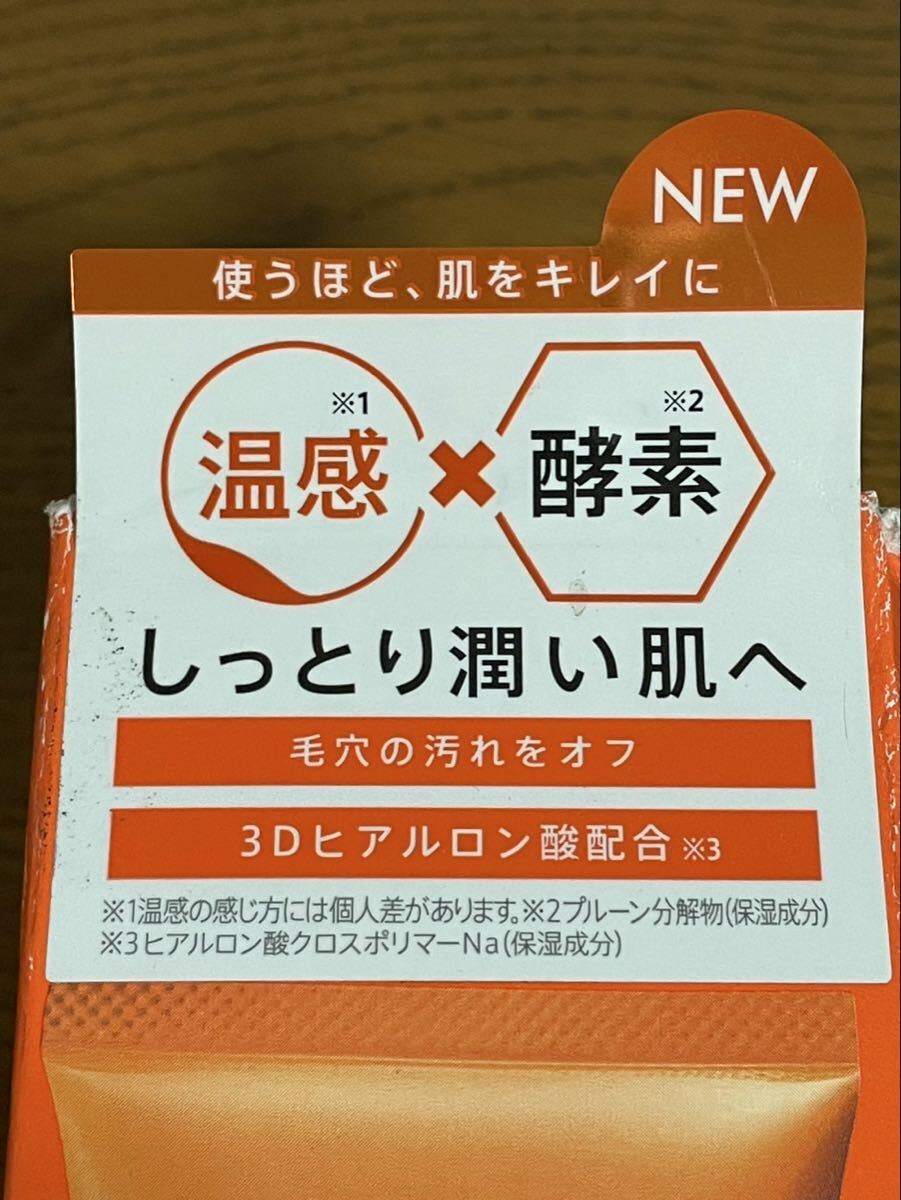 NEW
使うほど、肌をキレイに
温感※1×酵素※2
しっとり潤い肌へ
毛穴の汚れをオフ
3Dヒアルロン酸配合※3
※1温感の感じ方には個人差があります。※2プルーン分解物(保湿成分)
※3ヒアルロン酸クロスポリマーNa(保湿成分)